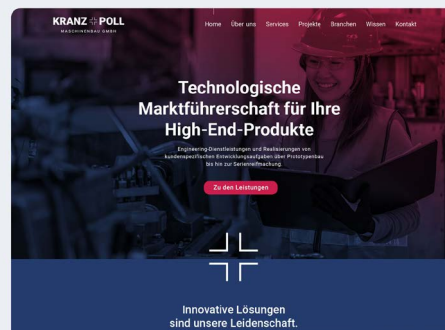 KRANZ POLL
MASCHINENBAU GMBH
Home Über uns Services Projekte Branchen Wissen Kontakt
Technologische
Marktführerschaft für Ihre
High-End-Produkte
Engineering-Dienstleistungen und Realisierungen von
kundenspezifischen Entwicklungsaufgaben über Prototypenbau
bis hin zur Serienreifmachung
Zu den Leistungen
Innovative Lösungen
sind unsere Leidenschaft.